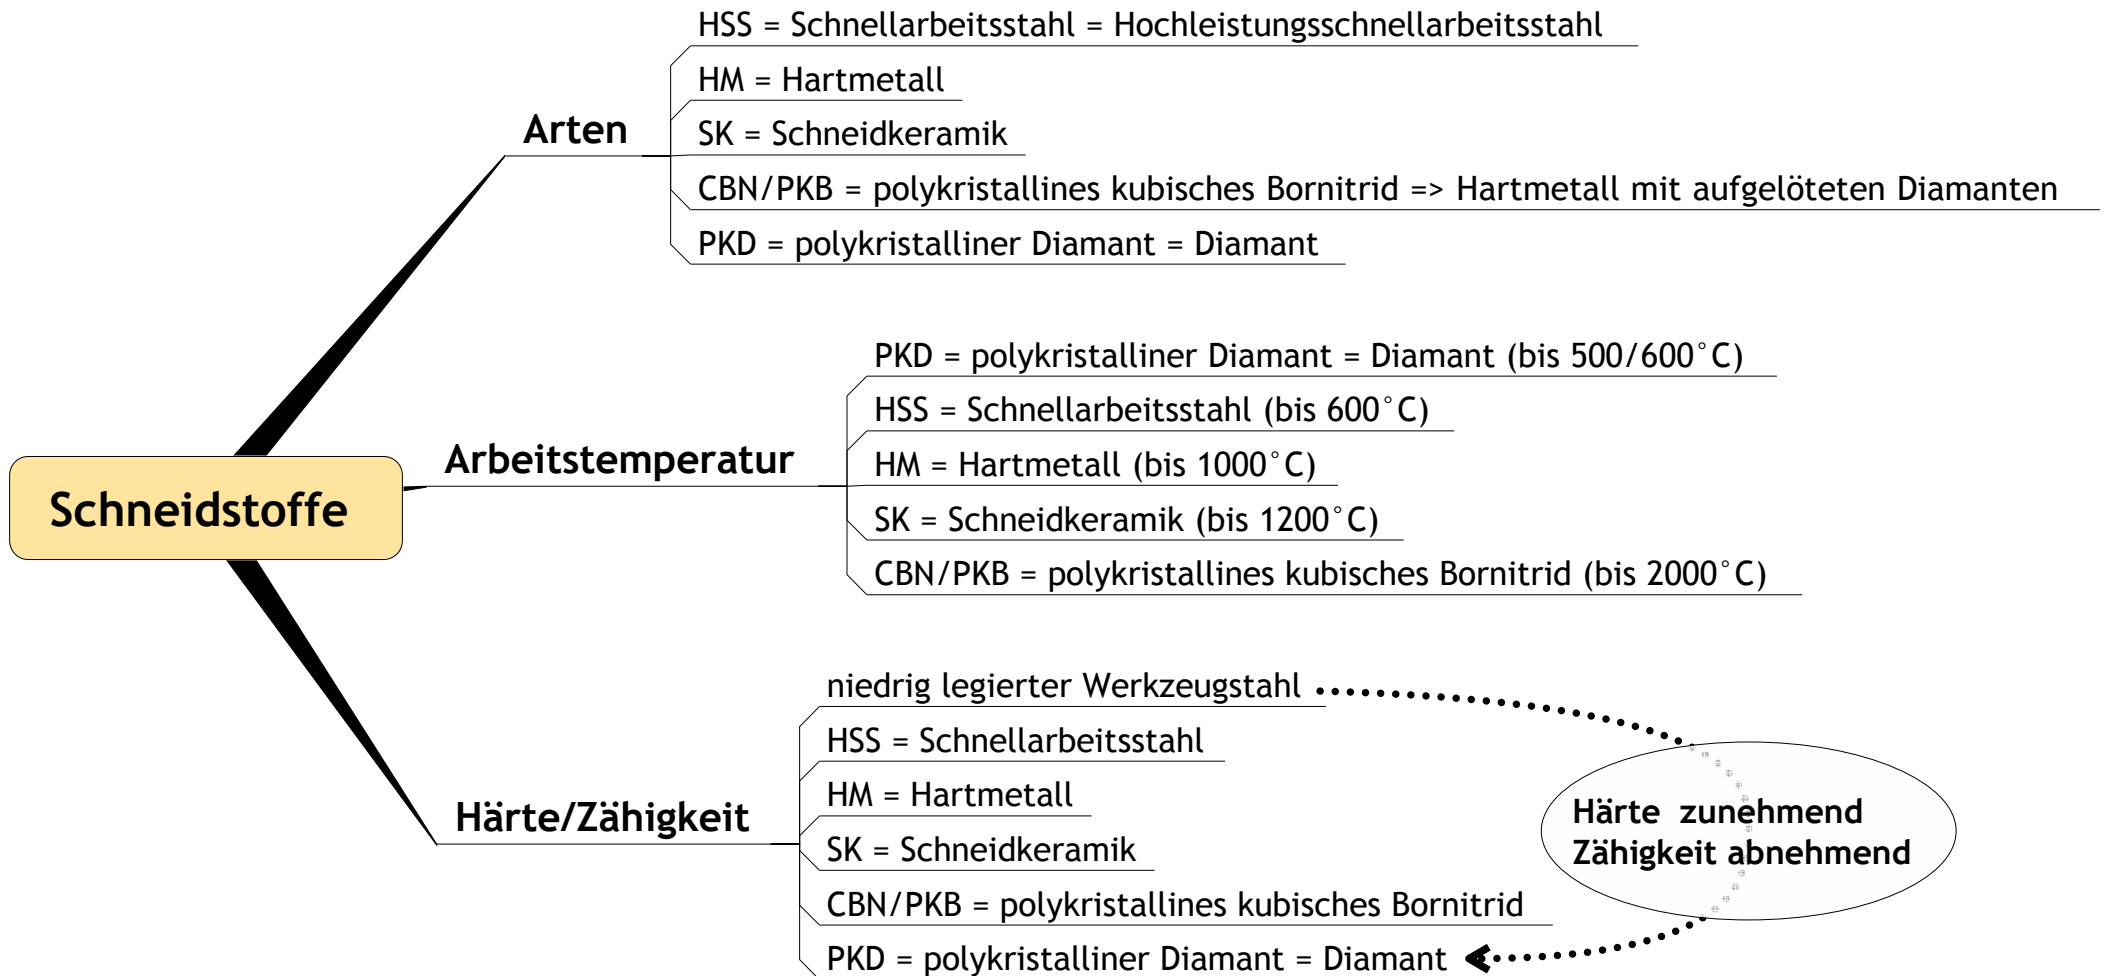 HSS = Schnellarbeitsstahl = Hochleistungsschnellarbeitsstahl
HM = Hartmetall
Arten
SK = Schneidkeramik
CBN/PKB = polykristallines kubisches Bornitrid => Hartmetall mit aufgelöteten Diamanten
PKD = polykristalliner Diamant = Diamant
PKD = polykristalliner Diamant = Diamant (bis 500/600°C)
HSS = Schnellarbeitsstahl (bis 600°C)
Arbeitstemperatur
HM = Hartmetall (bis 1000°C)
Schneidstoffe
SK = Schneidkeramik (bis 1200°C)
CBN/PKB = polykristallines kubisches Bornitrid (bis 2000°C)
niedrig legierter Werkzeugstahl
HSS = Schnellarbeitsstahl
HM = Hartmetall
Härte/Zähigkeit
SK = Schneidkeramik
CBN/PKB = polykristallines kubisches Bornitrid
PKD = polykristalliner Diamant = Diamant
Härte zunehmend
Zähigkeit abnehmend